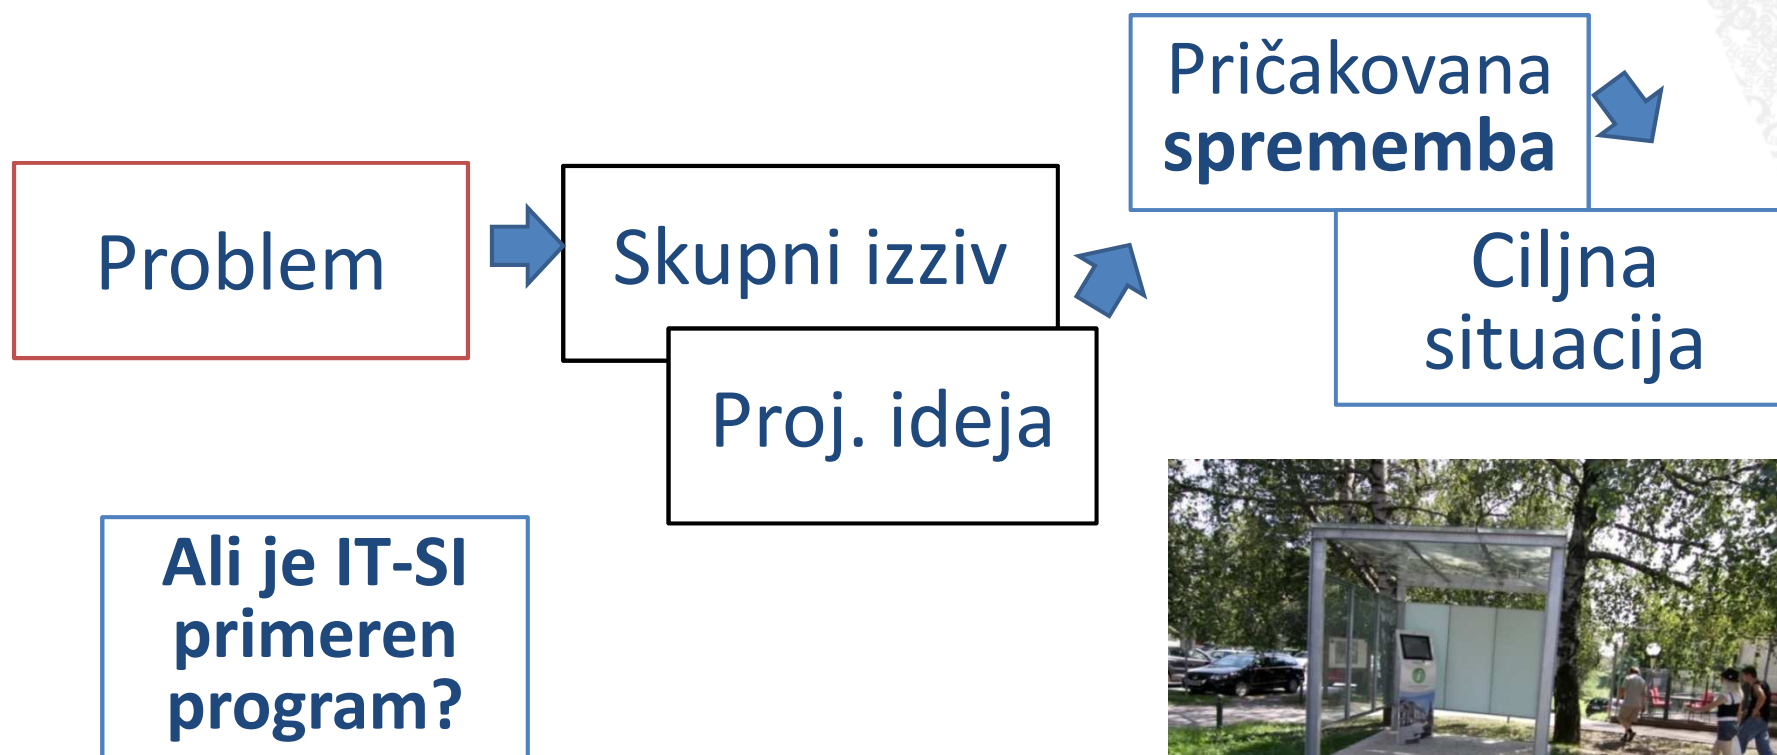 Problem
Skupni izziv
Proj. ideja
Pričakovana
sprememba
Ciljna
situacija
Ali je IT-SI
primeren
program?